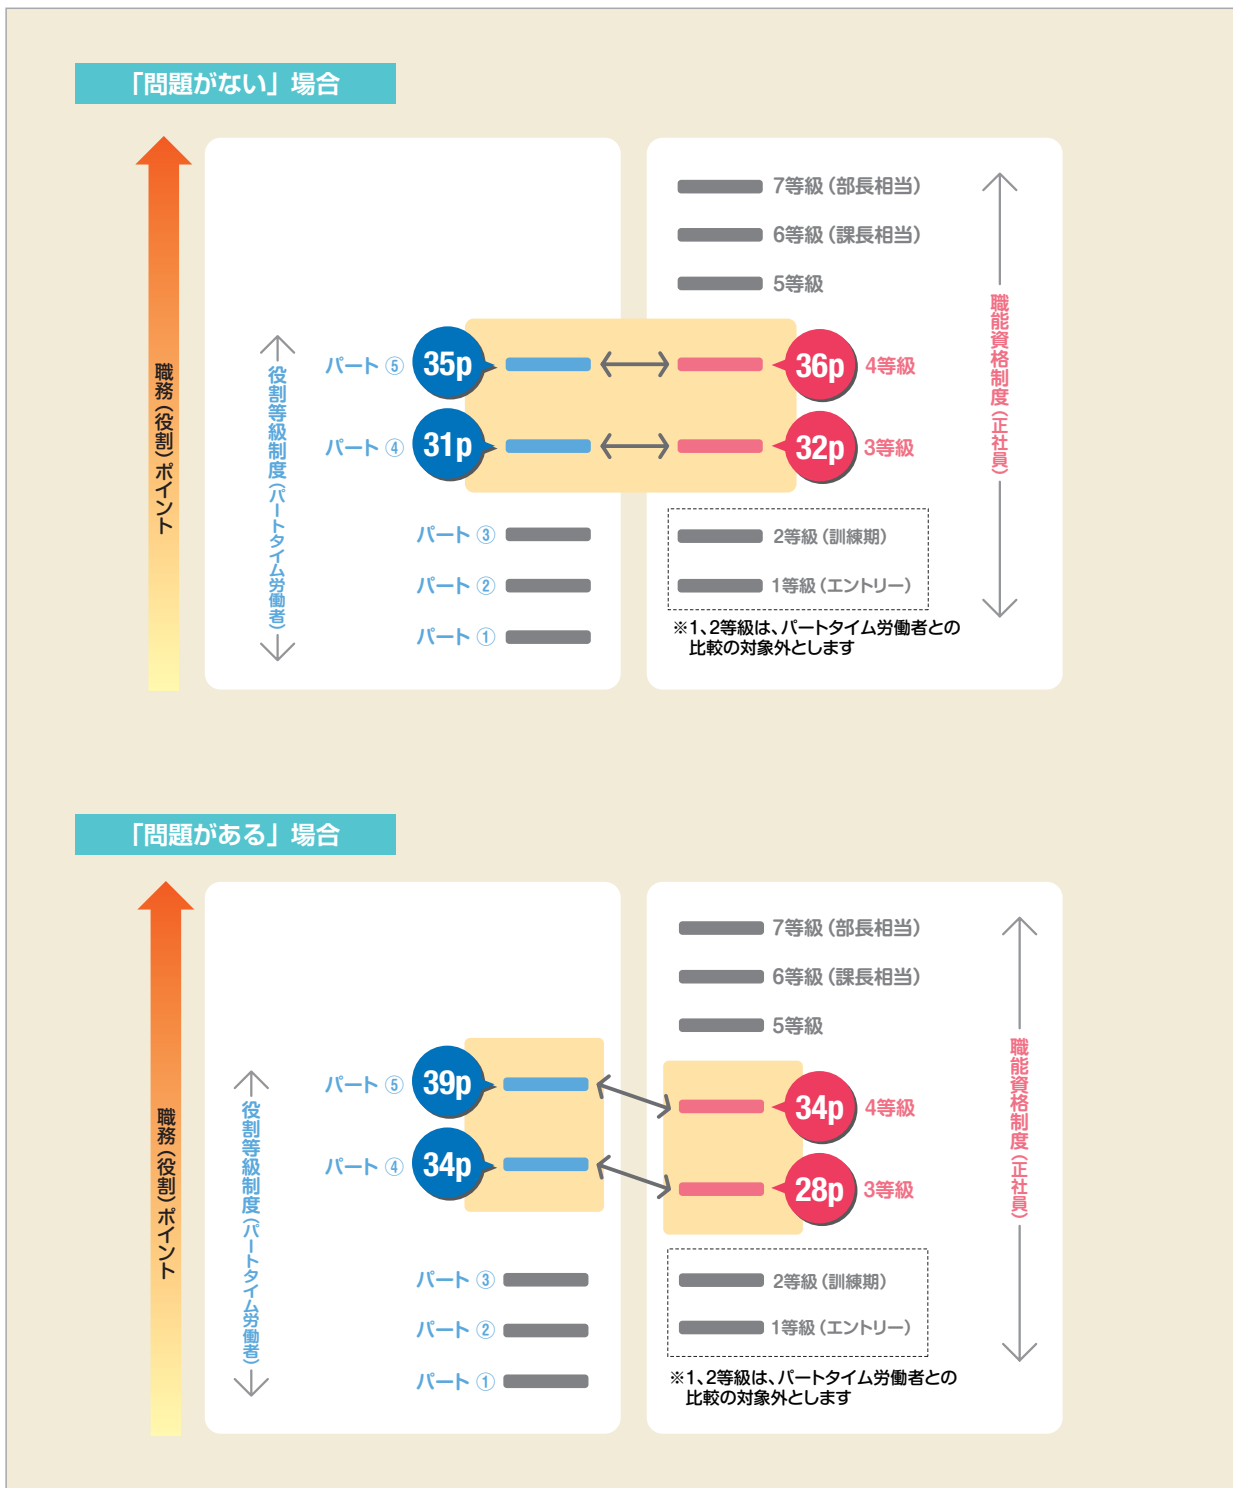 「問題がない」場合
職務（役割）ポイント
役割等級制度（パートタイム労働者）
パート ⑤
35p
パート ④
31p
パート ③
パート ②
パート ①
7等級（部長相当）
6等級（課長相当）
5等級
36p
4等級
32p
3等級
2等級（訓練期）
1等級（エントリー）
※1、2等級は、パートタイム労働者との
比較の対象外とします
職能資格制度（正社員）
「問題がある」場合
職務（役割）ポイント
役割等級制度（パートタイム労働者）
パート ⑤
39p
パート ④
34p
パート ③
パート ②
パート ①
7等級（部長相当）
6等級（課長相当）
5等級
34p
4等級
28p
3等級
2等級（訓練期）
1等級（エントリー）
※1、2等級は、パートタイム労働者との
比較の対象外とします
職能資格制度（正社員）